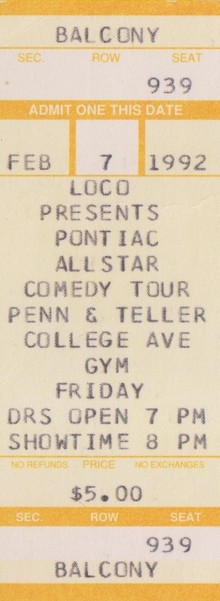 BALCONY
SEC. ROW SEAT
939
ADMIT ONE THIS DATE
FEB 7 1992
LOCO
PRESENTS
PONTIAC
ALLSTAR
COMEDY TOUR
PENN & TELLER
COLLEGE AVE
GYM
FRIDAY
DRS OPEN 7 PM
SHOWTIME 8 PM
NO REFUNDS PRICE NO EXCHANGES
$5.00
SEC. ROW SEAT
939
BALCONY